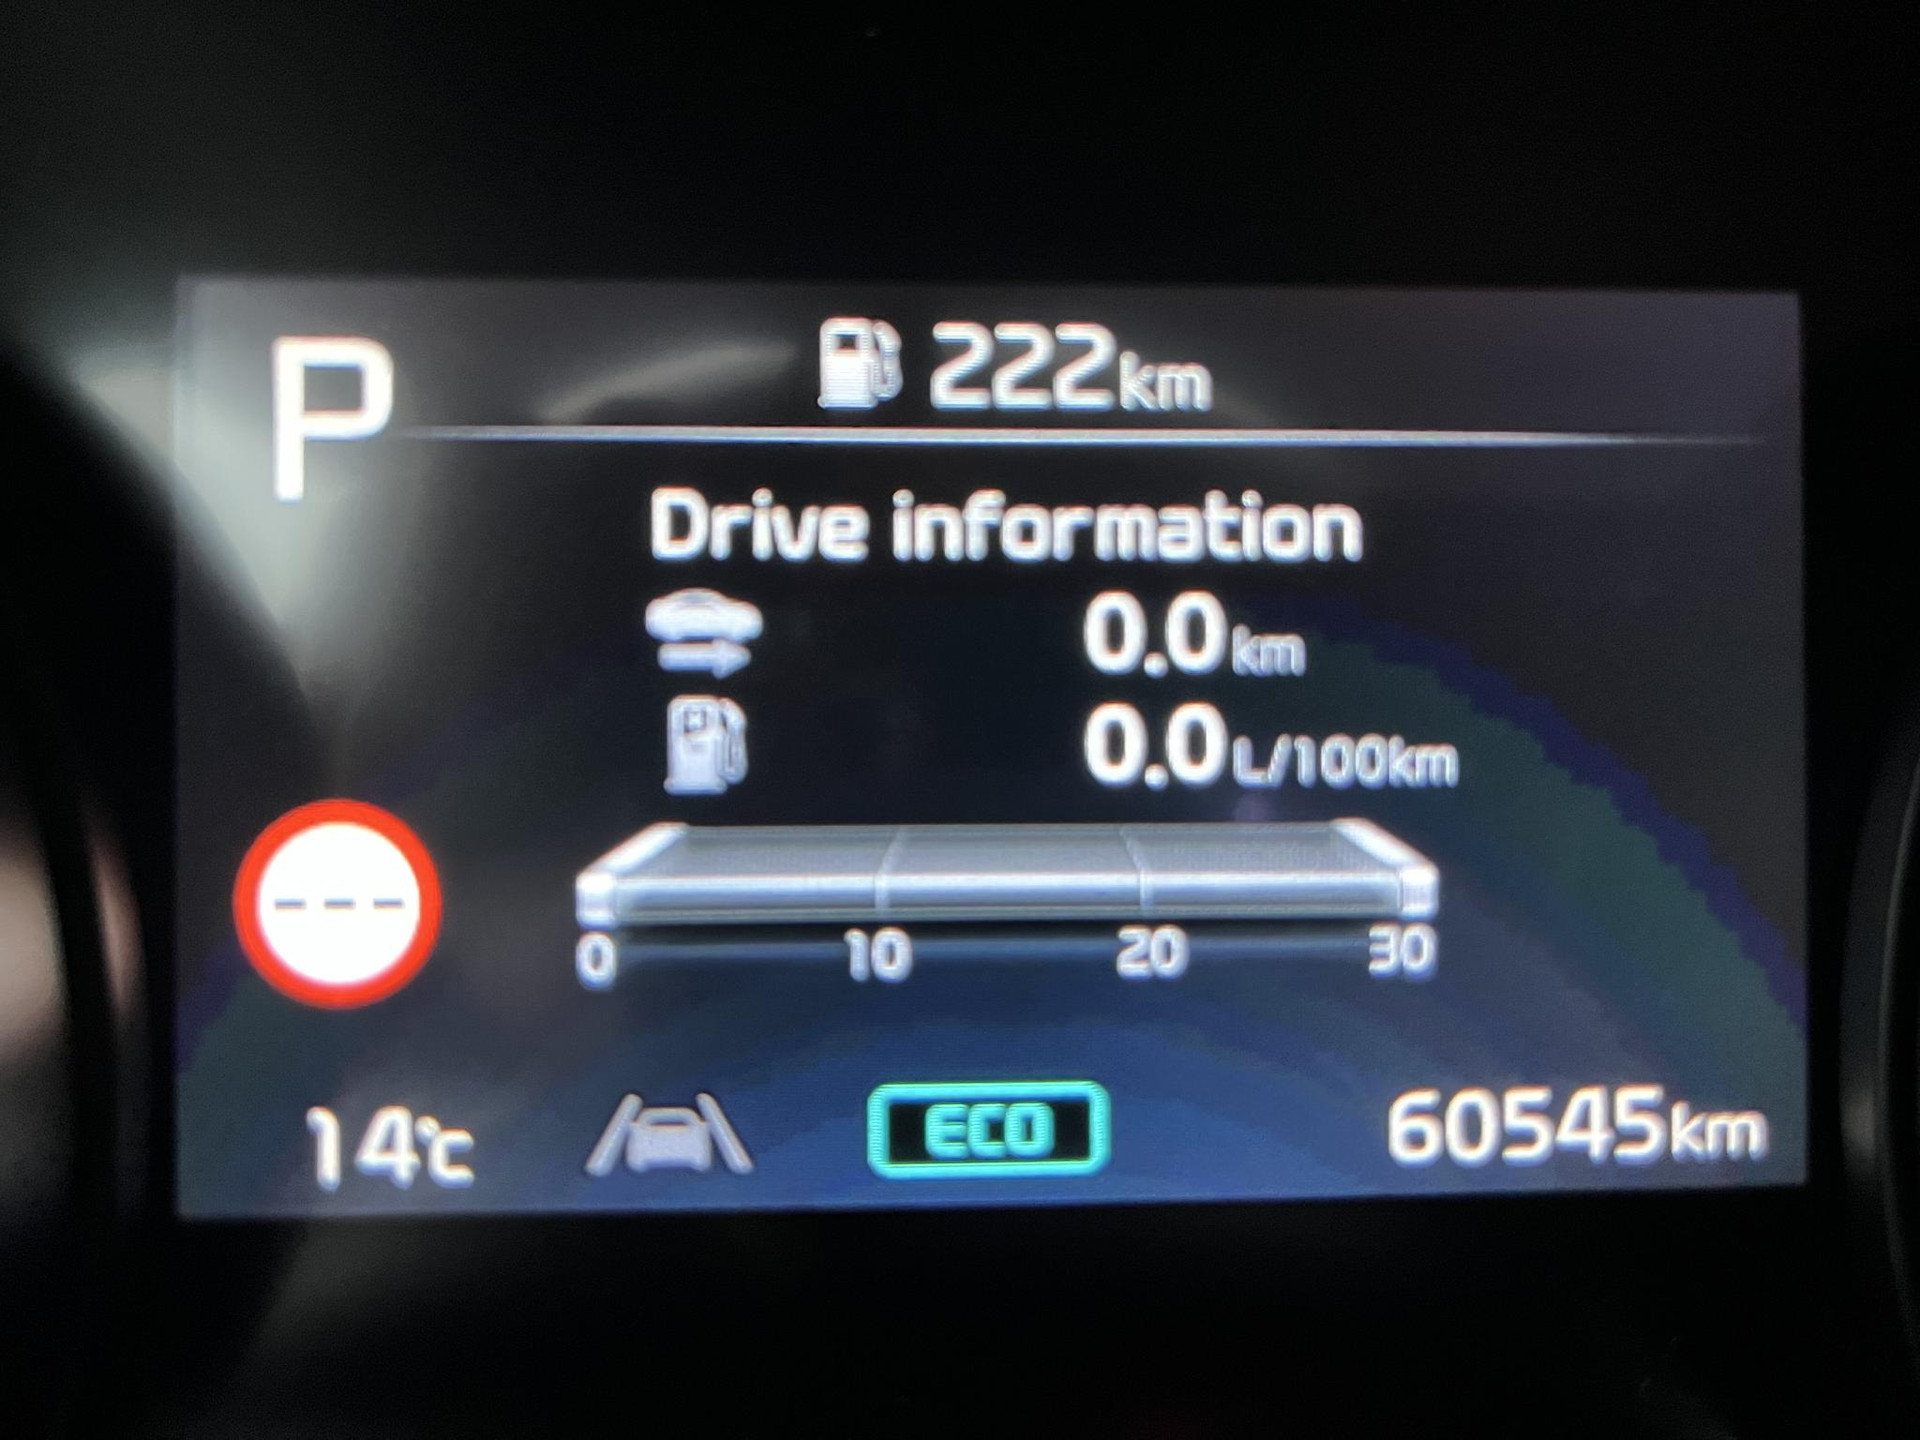 P
222km
Drive information
0.0km
0.0L/100km
---
0 10 20 30
14°C ECO 60545km